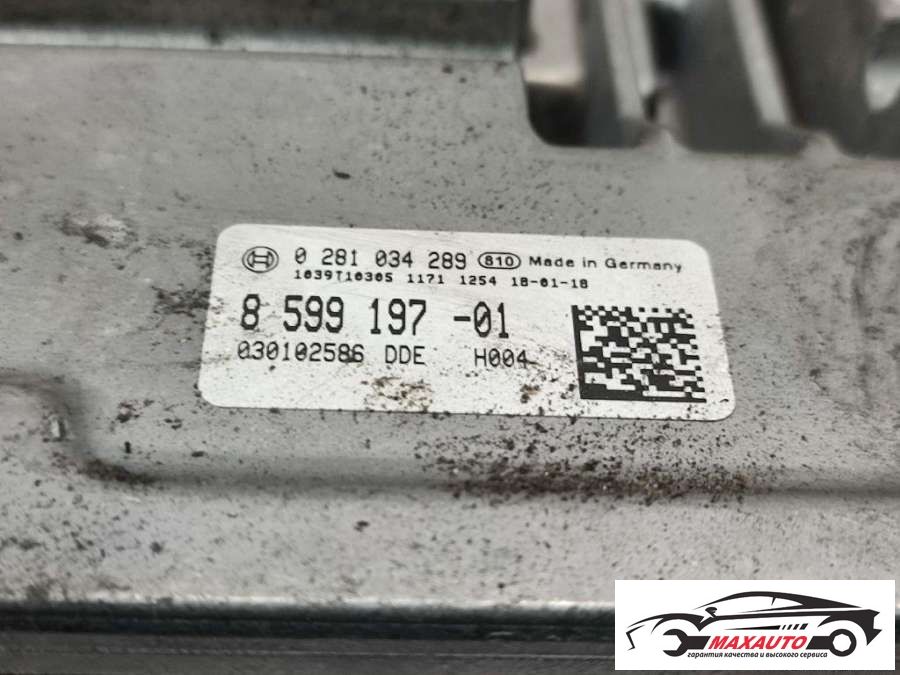 0 281 034 289 810 Made in Germany
1039T10305 1171 1254 18-01-18
8 599 197 -01
030102586 DDE H004
MAXAUTO
гарантия качества и высокого сервиса